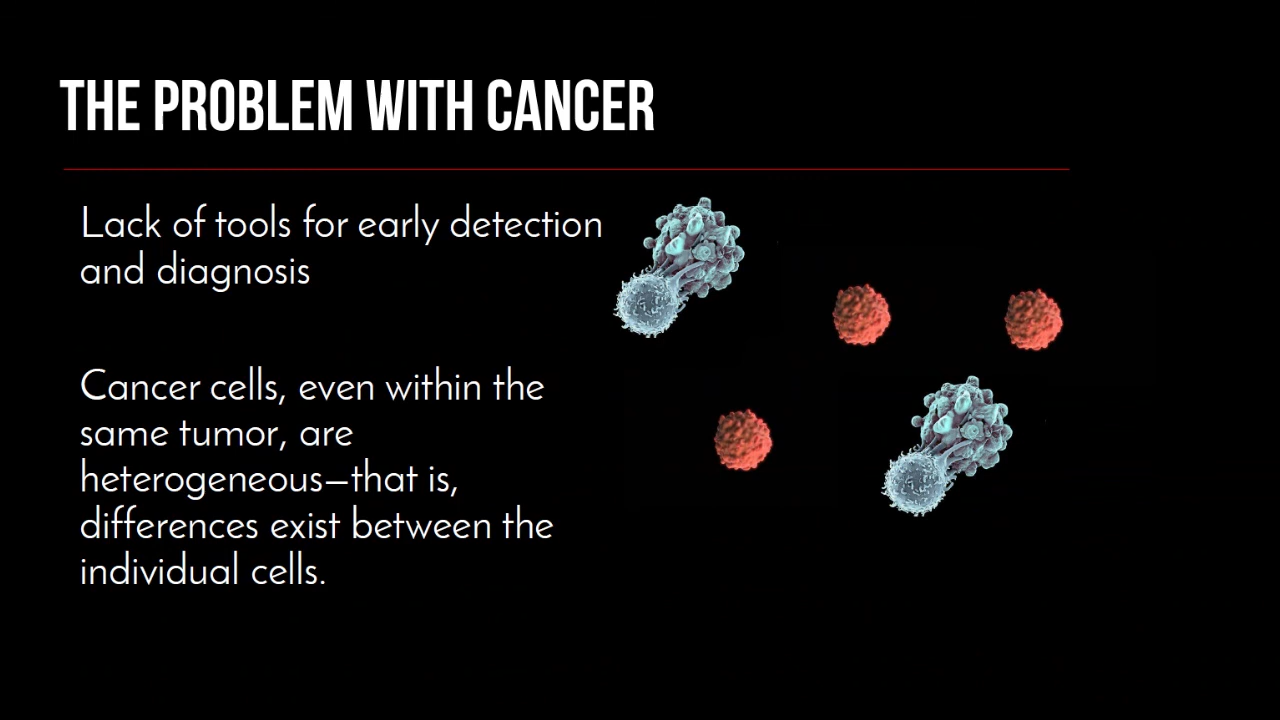 THE PROBLEM WITH CANCER
Lack of tools for early detection
and diagnosis
Cancer cells, even within the
same tumor, are
heterogeneous—that is,
differences exist between the
individual cells.